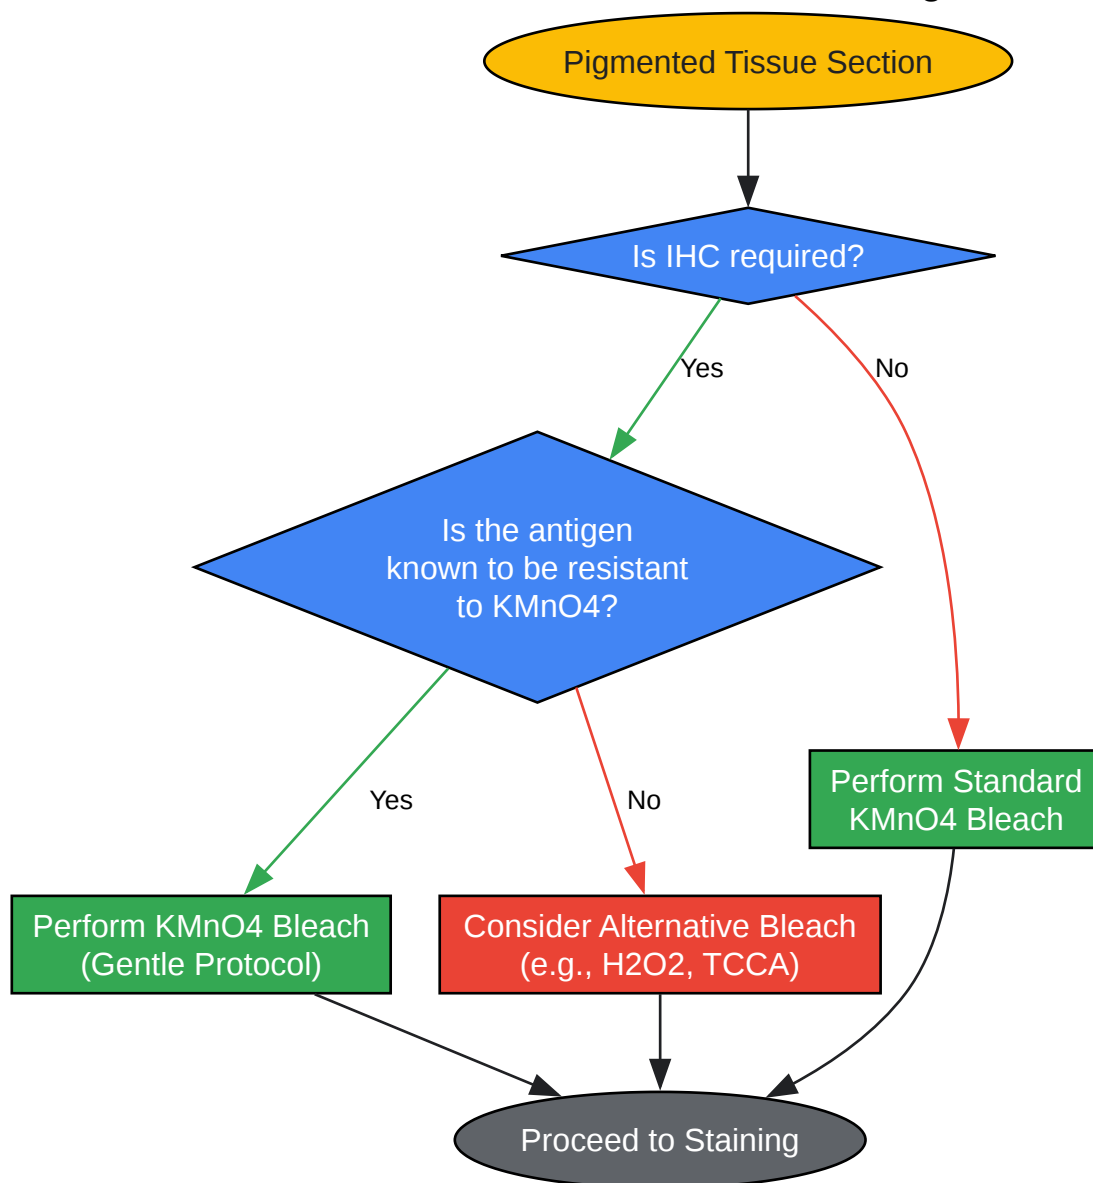 Pigmented Tissue Section
Is IHC required?
Yes
No
Is the antigen
known to be resistant
to KMnO4?
Yes
No
Perform Standard
KMnO4 Bleach
Perform KMnO4 Bleach
(Gentle Protocol)
Consider Alternative Bleach
(e.g., H2O2, TCCA)
Proceed to Staining